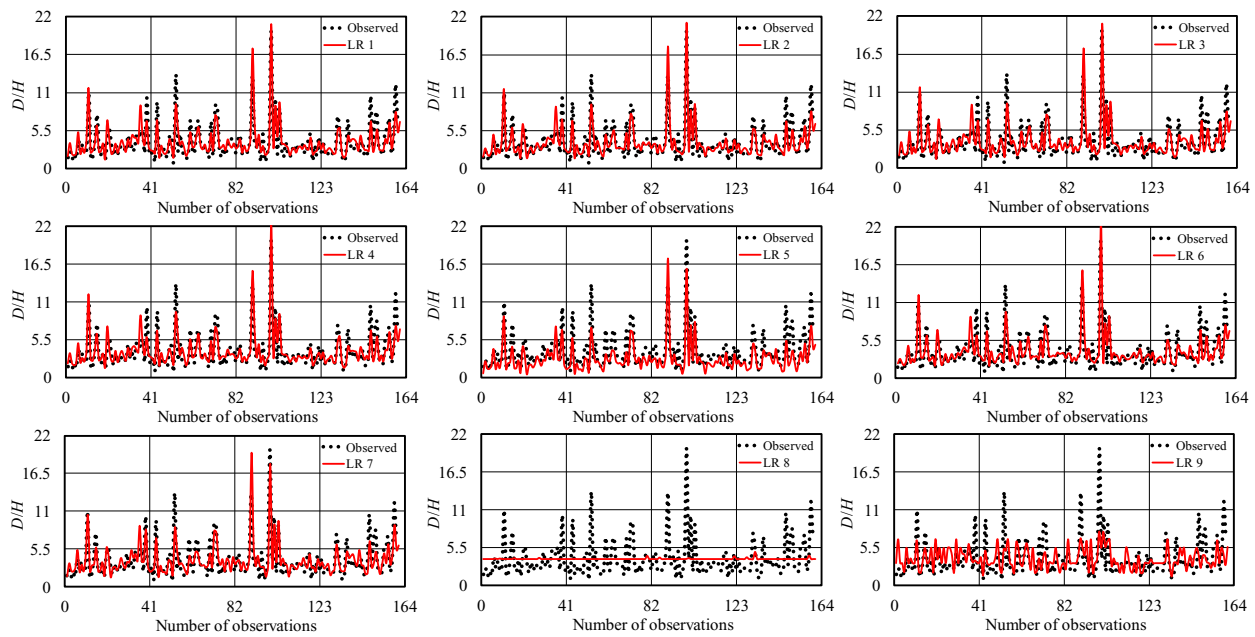 22
16.5
11
5.5
0
D/H
Observed
LR 1
0 41 82 123 164
Number of observations
22
16.5
11
5.5
0
D/H
Observed
LR 2
0 41 82 123 164
Number of observations
22
16.5
11
5.5
0
D/H
Observed
LR 3
0 41 82 123 164
Number of observations
22
16.5
11
5.5
0
D/H
Observed
LR 4
0 41 82 123 164
Number of observations
22
16.5
11
5.5
0
D/H
Observed
LR 5
0 41 82 123 164
Number of observations
22
16.5
11
5.5
0
D/H
Observed
LR 6
0 41 82 123 164
Number of observations
22
16.5
11
5.5
0
D/H
Observed
LR 7
0 41 82 123 164
Number of observations
22
16.5
11
5.5
0
D/H
Observed
LR 8
0 41 82 123 164
Number of observations
22
16.5
11
5.5
0
D/H
Observed
LR 9
0 41 82 123 164
Number of observations